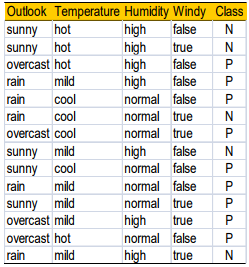 Outlook Temperature Humidity Windy Class
sunny hot high false N
sunny hot high true N
overcast hot high false P
rain mild high false P
rain cool normal false P
rain cool normal true N
overcast cool normal true P
sunny mild high false N
sunny cool normal false P
rain mild normal false P
sunny mild normal true P
overcast mild high true P
overcast hot normal false P
rain mild high true N